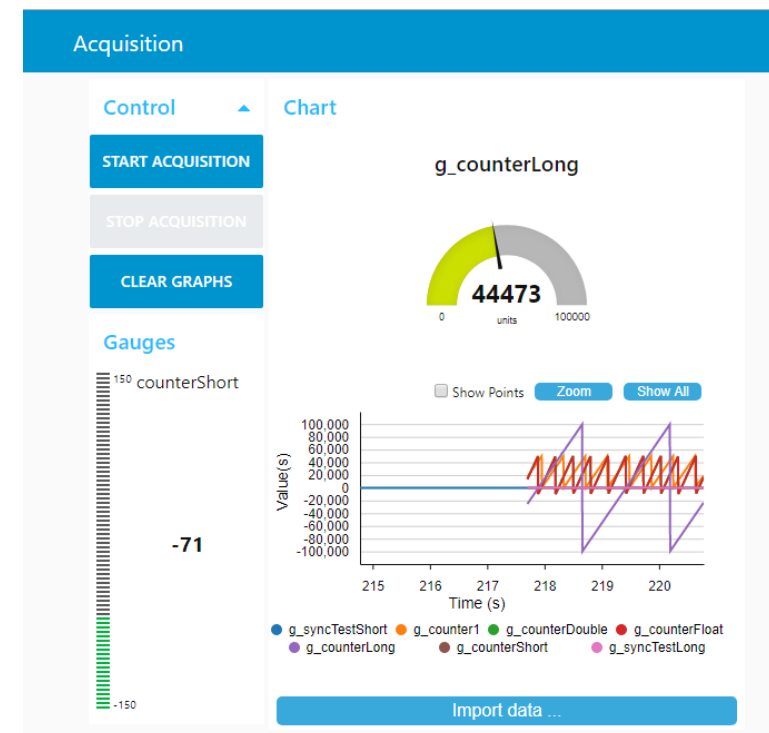 Acquisition
Control
START ACQUISITION
STOP ACQUISITION
CLEAR GRAPHS
Gauges
150 counterShort
-71
-150
Chart
g_counterLong
44473
0 units 100000
Show Points Zoom Show All
100,000
80,000
60,000
40,000
20,000
0
-20,000
-40,000
-60,000
-80,000
-100,000
Value(s)
215 216 217 218 219 220
Time (s)
g_syncTestShort g_counter1 g_counterDouble g_counterFloat
g_counterLong g_counterShort g_syncTestLong
Import data ...